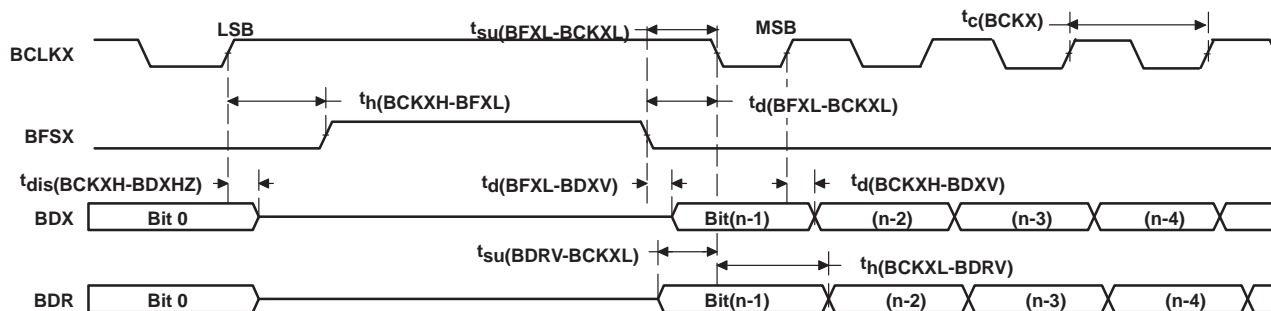 LSB
tsu(BFXL-BCKXL)
MSB
tc(BCKX)
BCLKX
th(BCKXH-BFXL)
td(BFXL-BCKXL)
BFSX
tdis(BCKXH-BDXHZ)
td(BFXL-BDXV)
td(BCKXH-BDXV)
BDX Bit 0 Bit(n-1) (n-2) (n-3) (n-4)
tsu(BDRV-BCKXL)
th(BCKXL-BDRV)
BDR Bit 0 Bit(n-1) (n-2) (n-3) (n-4)